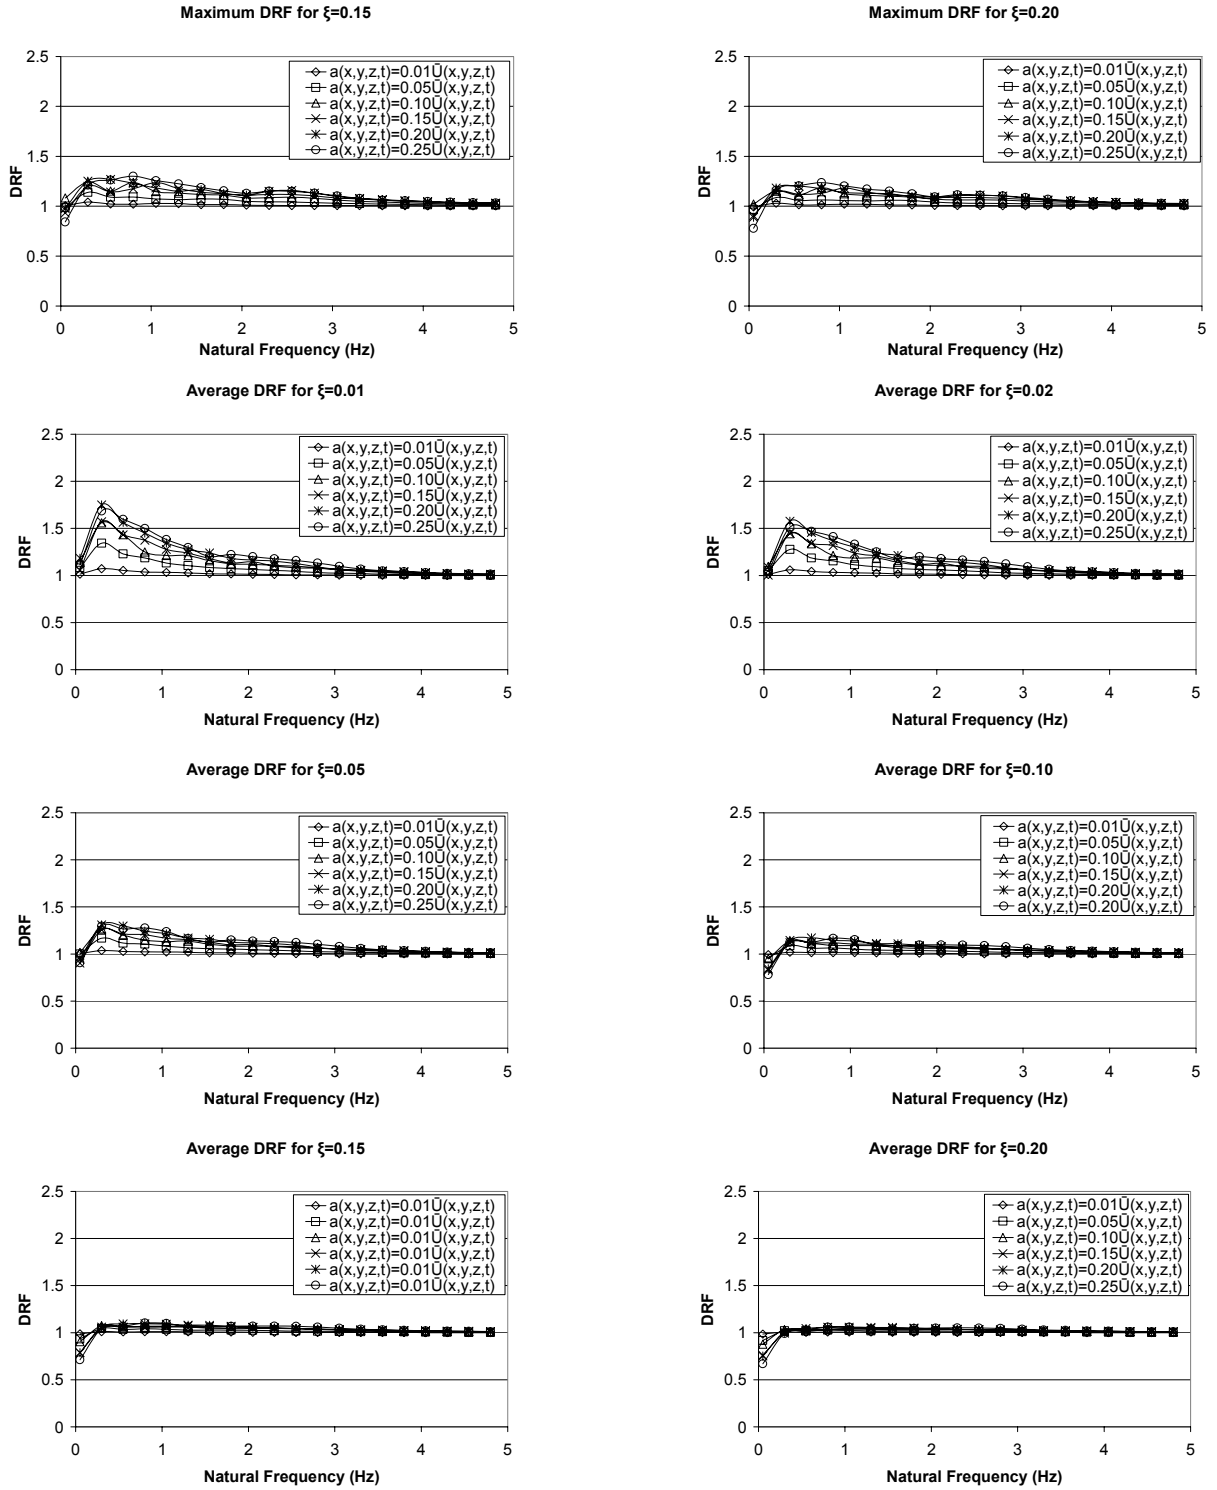 Maximum DRF for ξ=0.15
2.5
2
1.5
1
0.5
0
DRF
a(x,y,z,t)=0.01Ū(x,y,z,t)
a(x,y,z,t)=0.05Ū(x,y,z,t)
a(x,y,z,t)=0.10Ū(x,y,z,t)
a(x,y,z,t)=0.15Ū(x,y,z,t)
a(x,y,z,t)=0.20Ū(x,y,z,t)
a(x,y,z,t)=0.25Ū(x,y,z,t)
0 1 2 3 4 5
Natural Frequency (Hz)
Maximum DRF for ξ=0.20
2.5
2
1.5
1
0.5
0
DRF
a(x,y,z,t)=0.01Ū(x,y,z,t)
a(x,y,z,t)=0.05Ū(x,y,z,t)
a(x,y,z,t)=0.10Ū(x,y,z,t)
a(x,y,z,t)=0.15Ū(x,y,z,t)
a(x,y,z,t)=0.20Ū(x,y,z,t)
a(x,y,z,t)=0.25Ū(x,y,z,t)
0 1 2 3 4 5
Natural Frequency (Hz)
Average DRF for ξ=0.01
2.5
2
1.5
1
0.5
0
DRF
a(x,y,z,t)=0.01Ū(x,y,z,t)
a(x,y,z,t)=0.05Ū(x,y,z,t)
a(x,y,z,t)=0.10Ū(x,y,z,t)
a(x,y,z,t)=0.15Ū(x,y,z,t)
a(x,y,z,t)=0.20Ū(x,y,z,t)
a(x,y,z,t)=0.25Ū(x,y,z,t)
0 1 2 3 4 5
Natural Frequency (Hz)
Average DRF for ξ=0.02
2.5
2
1.5
1
0.5
0
DRF
a(x,y,z,t)=0.01Ū(x,y,z,t)
a(x,y,z,t)=0.05Ū(x,y,z,t)
a(x,y,z,t)=0.10Ū(x,y,z,t)
a(x,y,z,t)=0.15Ū(x,y,z,t)
a(x,y,z,t)=0.20Ū(x,y,z,t)
a(x,y,z,t)=0.25Ū(x,y,z,t)
0 1 2 3 4 5
Natural Frequency (Hz)
Average DRF for ξ=0.05
2.5
2
1.5
1
0.5
0
DRF
a(x,y,z,t)=0.01Ū(x,y,z,t)
a(x,y,z,t)=0.05Ū(x,y,z,t)
a(x,y,z,t)=0.10Ū(x,y,z,t)
a(x,y,z,t)=0.15Ū(x,y,z,t)
a(x,y,z,t)=0.20Ū(x,y,z,t)
a(x,y,z,t)=0.25Ū(x,y,z,t)
0 1 2 3 4 5
Natural Frequency (Hz)
Average DRF for ξ=0.10
2.5
2
1.5
1
0.5
0
DRF
a(x,y,z,t)=0.01Ū(x,y,z,t)
a(x,y,z,t)=0.05Ū(x,y,z,t)
a(x,y,z,t)=0.10Ū(x,y,z,t)
a(x,y,z,t)=0.15Ū(x,y,z,t)
a(x,y,z,t)=0.20Ū(x,y,z,t)
a(x,y,z,t)=0.20Ū(x,y,z,t)
0 1 2 3 4 5
Natural Frequency (Hz)
Average DRF for ξ=0.15
2.5
2
1.5
1
0.5
0
DRF
a(x,y,z,t)=0.01Ū(x,y,z,t)
a(x,y,z,t)=0.01Ū(x,y,z,t)
a(x,y,z,t)=0.01Ū(x,y,z,t)
a(x,y,z,t)=0.01Ū(x,y,z,t)
a(x,y,z,t)=0.01Ū(x,y,z,t)
a(x,y,z,t)=0.01Ū(x,y,z,t)
0 1 2 3 4 5
Natural Frequency (Hz)
Average DRF for ξ=0.20
2.5
2
1.5
1
0.5
0
DRF
a(x,y,z,t)=0.01Ū(x,y,z,t)
a(x,y,z,t)=0.05Ū(x,y,z,t)
a(x,y,z,t)=0.10Ū(x,y,z,t)
a(x,y,z,t)=0.15Ū(x,y,z,t)
a(x,y,z,t)=0.20Ū(x,y,z,t)
a(x,y,z,t)=0.25Ū(x,y,z,t)
0 1 2 3 4 5
Natural Frequency (Hz)